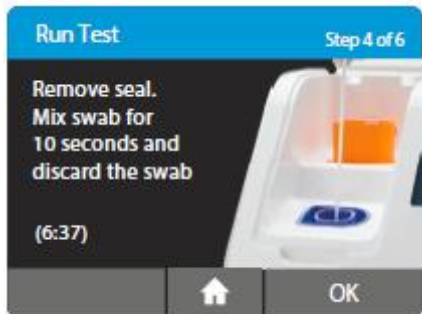 Run Test
Step 4 of 6
Remove seal.
Mix swab for
10 seconds and
discard the swab
(6:37)
OK